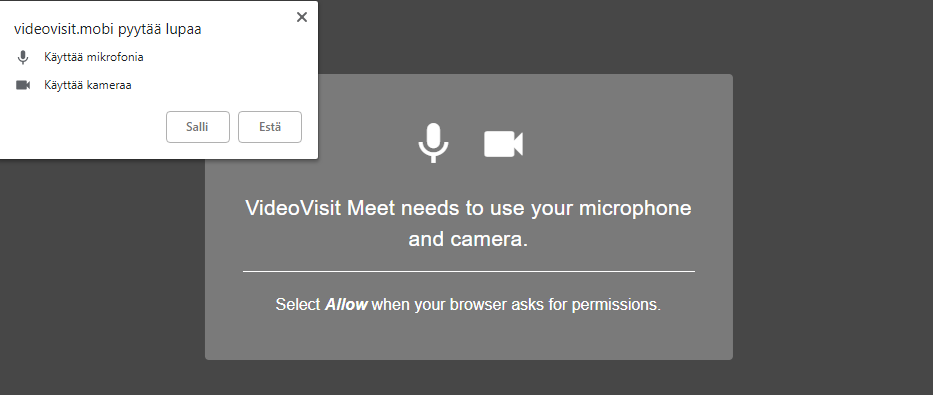 videovisit.mobi pyytää lupaa
Käyttää mikrofonia
Käyttää kameraa
Salli
Estä
VideoVisit Meet needs to use your microphone
and camera.
Select Allow when your browser asks for permissions.